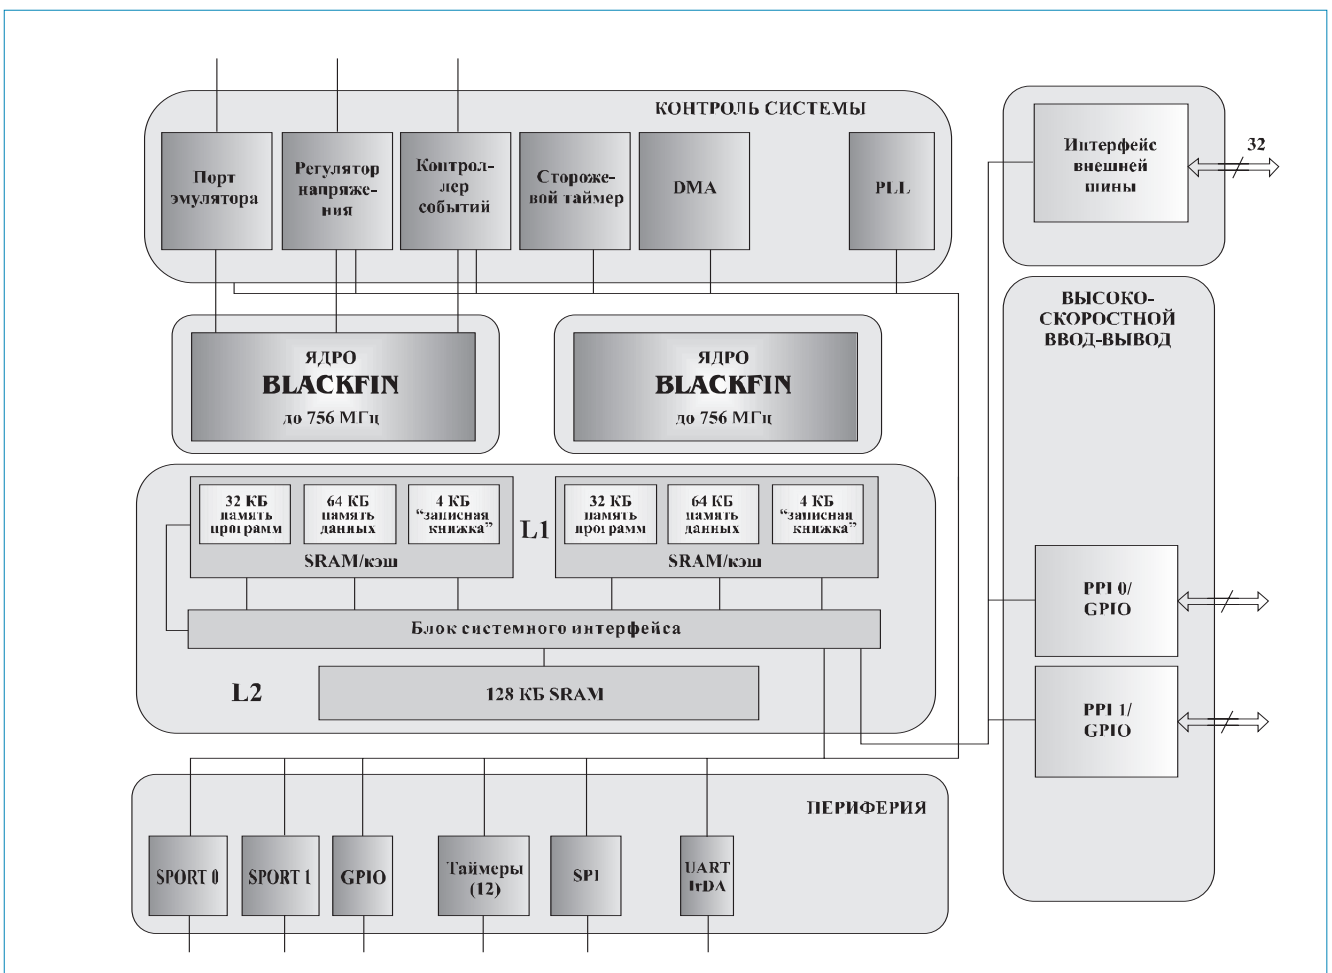 КОНТРОЛЬ СИСТЕМЫ
Порт
эмулятора
Регулятор
напряже-
ния
Контрол-
лер
событий
Стороже-
вой таймер
DMA
PLL
Интерфейс
внешней
шины
32
ВЫСОКО-
СКОРОСТНОЙ
ВВОД-ВЫВОД
ЯДРО
BLACKFIN
до 756 МГц
ЯДРО
BLACKFIN
до 756 МГц
32 КБ
память
программ
64 КБ
память
данных
4 КБ
“записная
книжка”
SRAM/кэш
L1
32 КБ
память
программ
64 КБ
память
данных
4 КБ
“записная
книжка”
SRAM/кэш
Блок системного интерфейса
L2
128 КБ SRAM
PPI 0/
GPIO
PPI 1/
GPIO
ПЕРИФЕРИЯ
SPORT 0
SPORT 1
GPIO
Таймеры
(12)
SPI
UART
IrDA